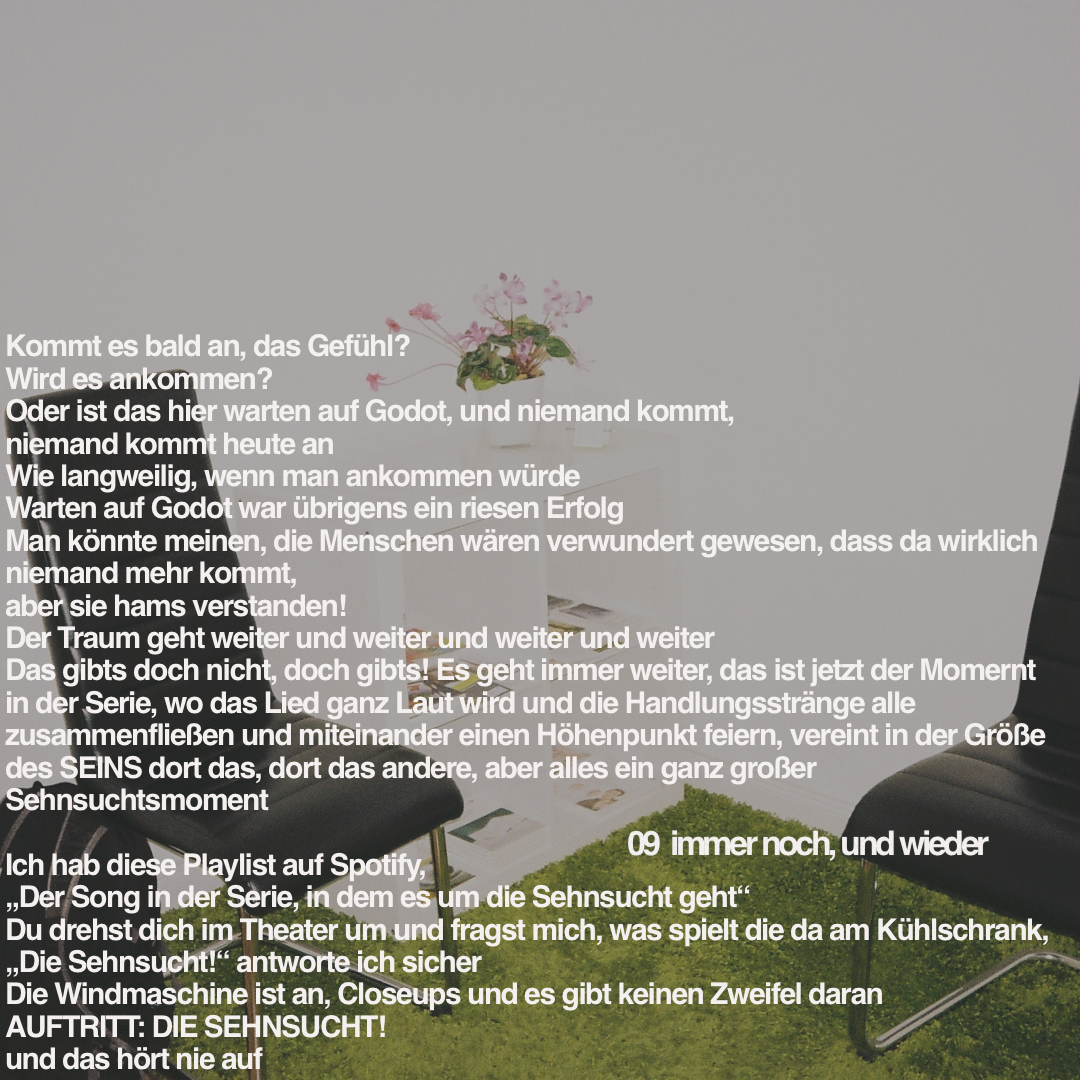 Kommt es bald an, das Gefühl?
Wird es ankommen?
Oder ist das hier warten auf Godot, und niemand kommt,
niemand kommt heute an
Wie langweilig, wenn man ankommen würde
Warten auf Godot war übrigens ein riesen Erfolg
Man könnte meinen, die Menschen wären verwundert gewesen, dass da wirklich
niemand mehr kommt,
aber sie hams verstanden!
Der Traum geht weiter und weiter und weiter und weiter
Das gibts doch nicht, doch gibts! Es geht immer weiter, das ist jetzt der Momernt
in der Serie, wo das Lied ganz Laut wird und die Handlungsstränge alle
zusammenfließen und miteinander einen Höhenpunkt feiern, vereint in der Größe
des SEINS dort das, dort das andere, aber alles ein ganz großer
Sehnsuchtsmoment
09 immer noch, und wieder
Ich hab diese Playlist auf Spotify,
„Der Song in der Serie, in dem es um die Sehnsucht geht“
Du drehst dich im Theater um und fragst mich, was spielt die da am Kühlschrank,
„Die Sehnsucht!“ antworte ich sicher
Die Windmaschine ist an, Closeups und es gibt keinen Zweifel daran
AUFTRITT: DIE SEHNSUCHT!
und das hört nie auf